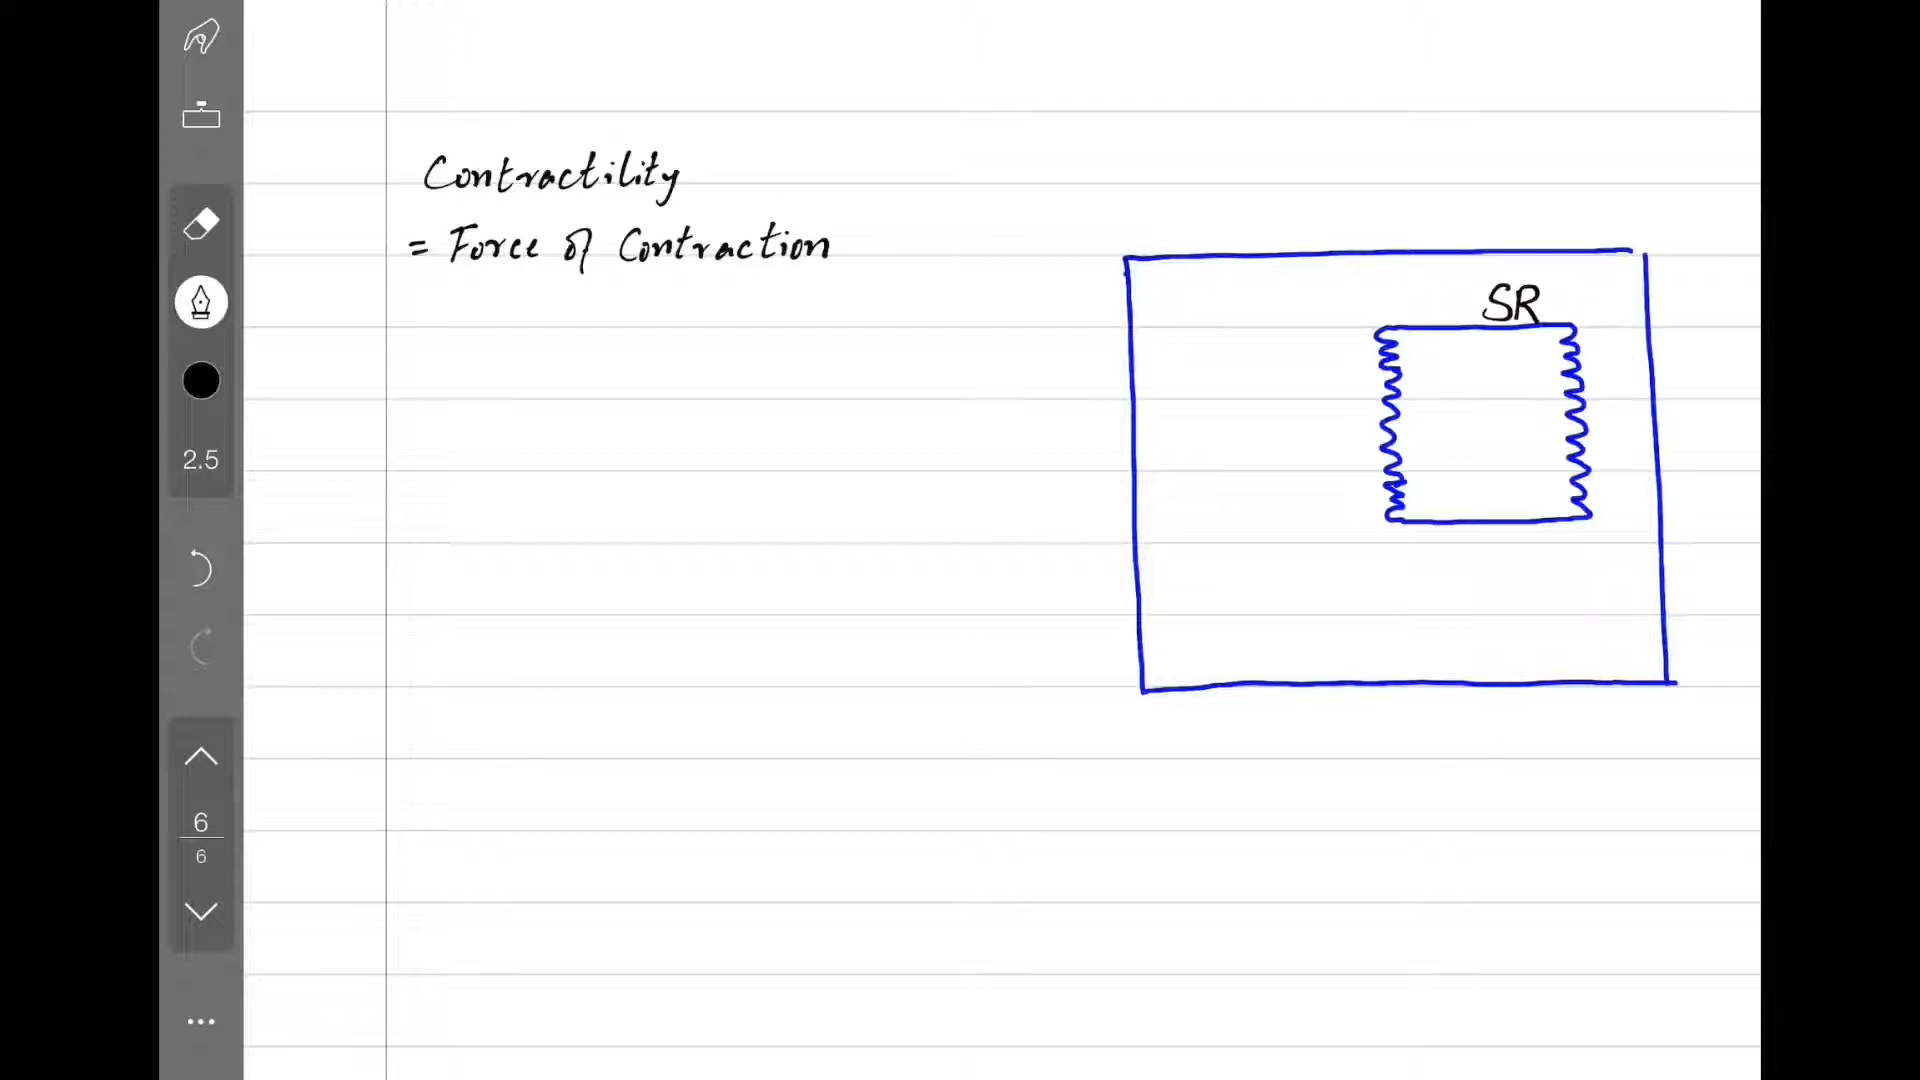 Contractility
= Force of Contraction
SR
2.5
6
6